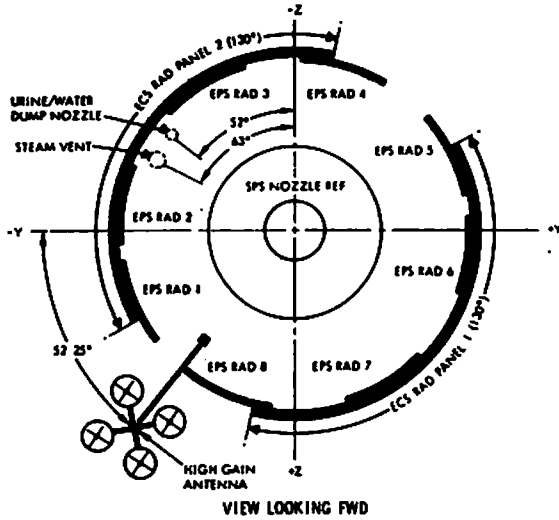 -Z
ECS RAD PANEL 2 (130°)
EPS RAD 3
EPS RAD 4
URINE/WATER
DUMP NOZZLE
STEAM VENT
52°
63°
EPS RAD 5
SPS NOZZLE REF
EPS RAD 2
-Y
+Y
EPS RAD 6
EPS RAD 1
52 25°
EPS RAD 8
EPS RAD 7
ECS RAD PANEL 1 (130°)
HIGH GAIN
ANTENNA
+Z
VIEW LOOKING FWD